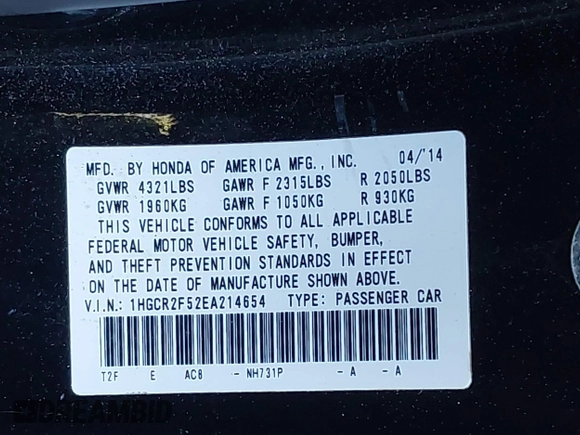 MFD. BY HONDA OF AMERICA MFG., INC. 04/'14
GVWR 4321LBS GAWR F 2315LBS R 2050LBS
GVWR 1960KG GAWR F 1050KG R 930KG
THIS VEHICLE CONFORMS TO ALL APPLICABLE
FEDERAL MOTOR VEHICLE SAFETY, BUMPER,
AND THEFT PREVENTION STANDARDS IN EFFECT
ON THE DATE OF MANUFACTURE SHOWN ABOVE.
V.I.N.: 1HGCR2F52EA214654 TYPE: PASSENGER CAR
T2F E AC8 - NH731P - A - A
DREAMBID